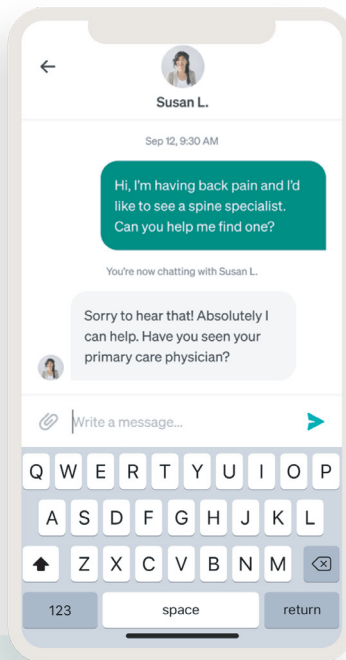 Susan L.
Sep 12, 9:30 AM
Hi, I'm having back pain and I'd
like to see a spine specialist.
Can you help me find one?
You're now chatting with Susan L.
Sorry to hear that! Absolutely I
can help. Have you seen your
primary care physician?
Write a message...
Q W E R T Y U I O P
A S D F G H J K L
Z X C V B N M
123 space return